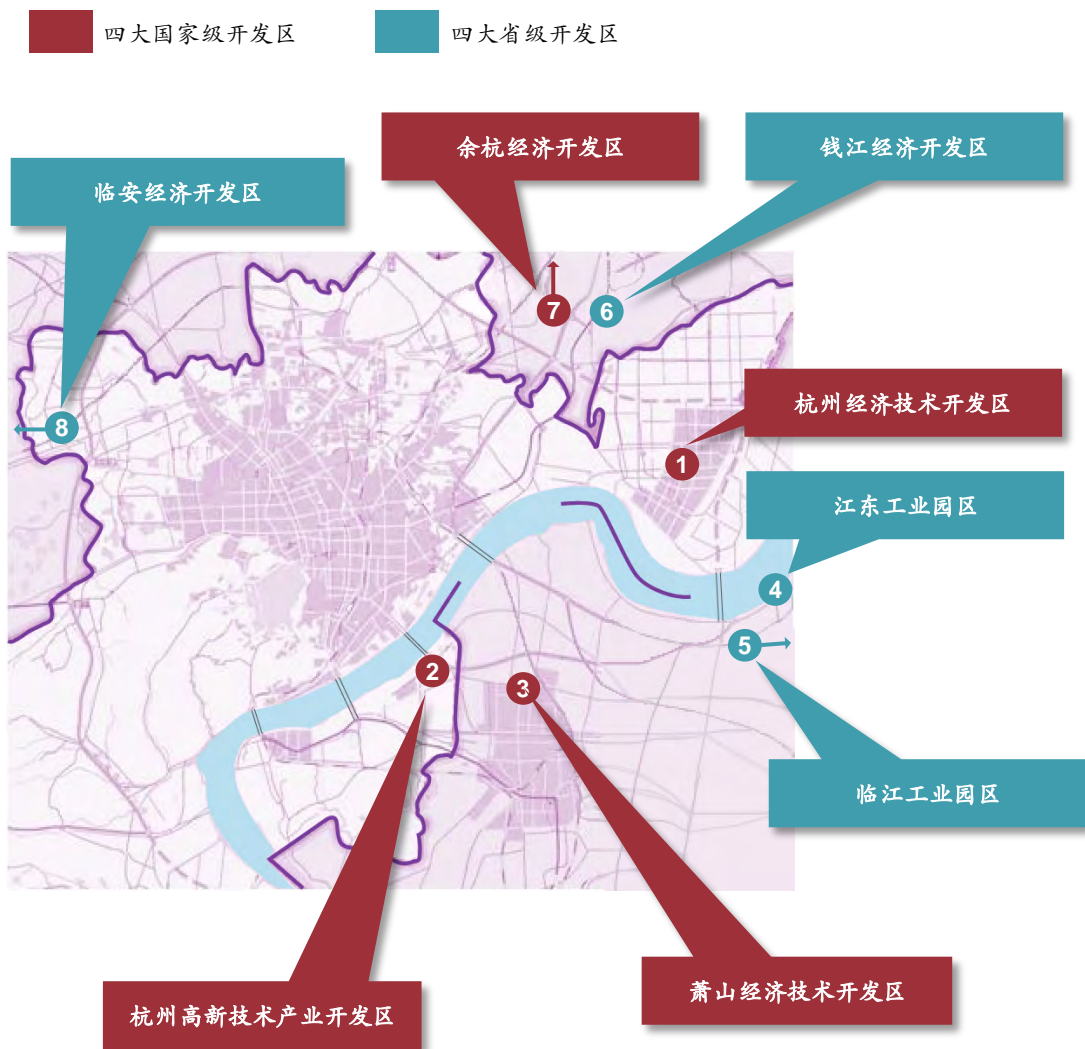 四大国家级开发区
四大省级开发区
余杭经济开发区
钱江经济开发区
临安经济开发区
7
6
杭州经济技术开发区
8
1
江东工业园区
4
5
2
3
临江工业园区
萧山经济技术开发区
杭州高新技术产业开发区